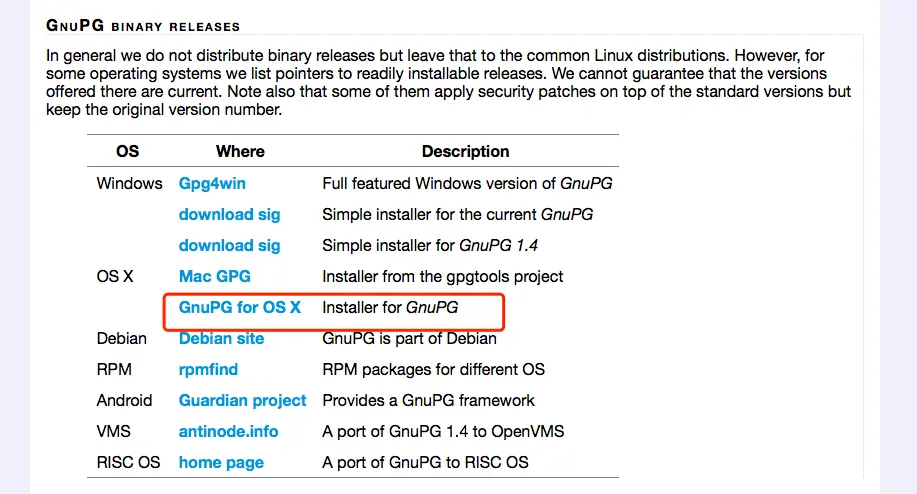 GNUPG BINARY RELEASES
In general we do not distribute binary releases but leave that to the common Linux distributions. However, for
some operating systems we list pointers to readily installable releases. We cannot guarantee that the versions
offered there are current. Note also that some of them apply security patches on top of the standard versions but
keep the original version number.
OS Where Description
Windows Gpg4win Full featured Windows version of GnuPG
download sig Simple installer for the current GnuPG
download sig Simple installer for GnuPG 1.4
OS X Mac GPG Installer from the gpgtools project
GnuPG for OS X Installer for GnuPG
Debian Debian site GnuPG is part of Debian
RPM rpmfind RPM packages for different OS
Android Guardian project Provides a GnuPG framework
VMS antinode.info A port of GnuPG 1.4 to OpenVMS
RISC OS home page A port of GnuPG to RISC OS